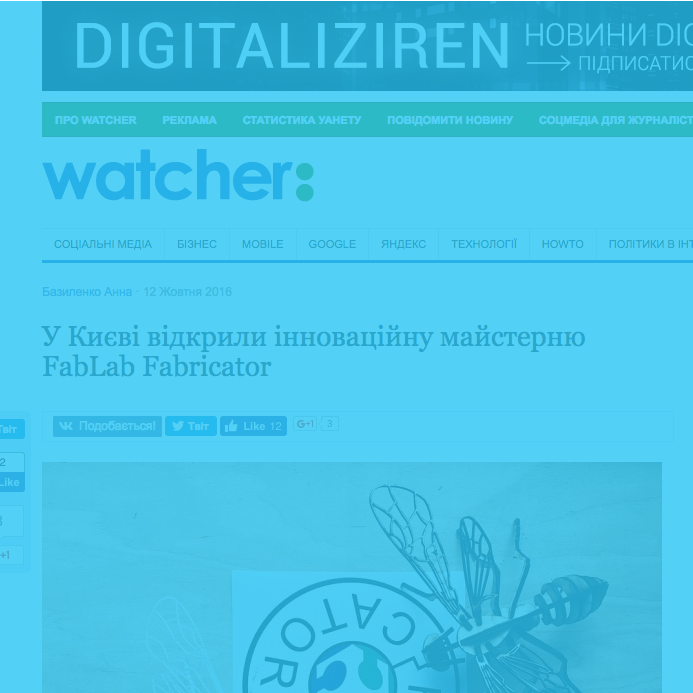 DIGITALIZIREN
НОВИНИ DIG
ПІДПИСАТИС
ПРО WATCHER РЕКЛАМА СТАТИСТИКА УАНЕТУ ПОВІДОМИТИ НОВИНУ СОЦМЕДІА ДЛЯ ЖУРНАЛІСТ
watcher:
СОЦІАЛЬНІ МЕДІА БІЗНЕС MOBILE GOOGLE ЯНДЕКС ТЕХНОЛОГІЇ HOWTO ПОЛІТИКИ В ІНТ
Базиленко Анна · 12 Жовтня 2016
У Києві відкрили інноваційну майстерню
FabLab Fabricator
Подобається! Твіт Like 12 G+1 3
Твіт
2
Like
+1
CATOR